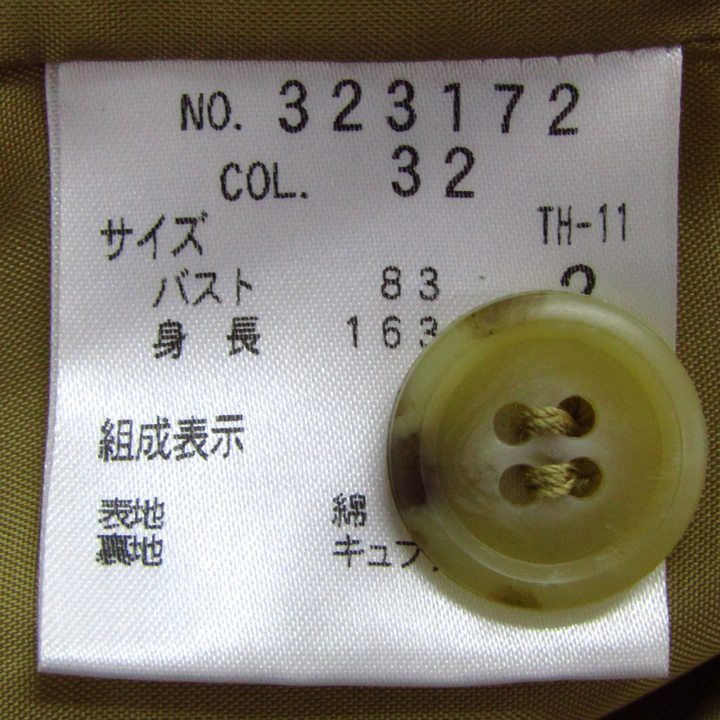 NO. 323172
COL. 32
サイズ TH-11
バスト 83
身長 163
組成表示
表地 綿
裏地 キュプ